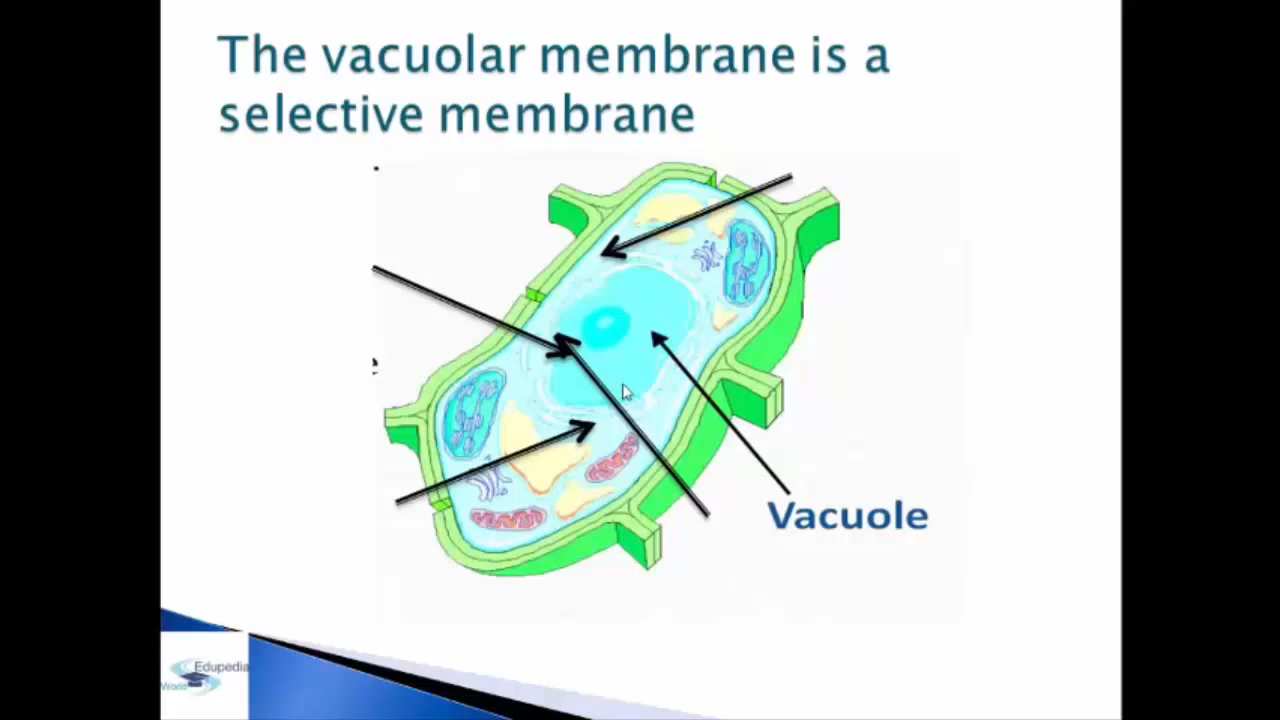 The vacuolar membrane is a
selective membrane
e
Vacuole
Edupedia
World